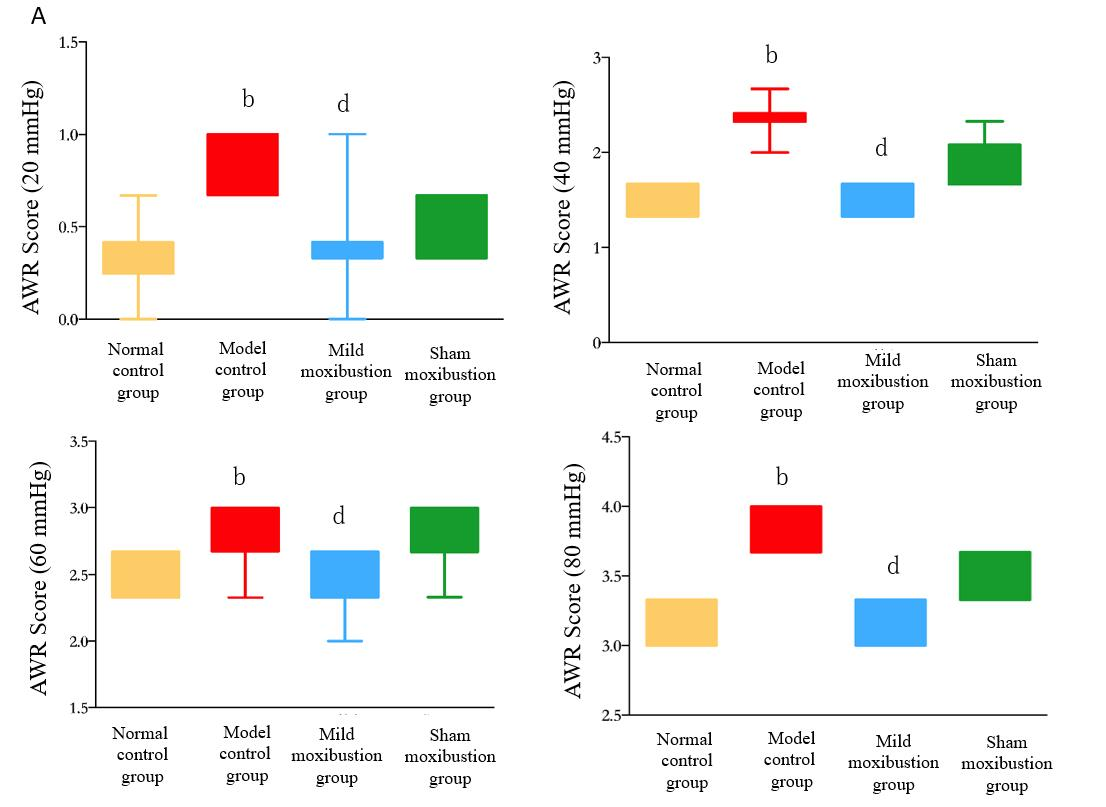 A
AWR Score (20 mmHg)
1.5
1.0
0.5
0.0
b
d
Normal
control
group
Model
control
group
Mild
moxibustion
group
Sham
moxibustion
group
AWR Score (40 mmHg)
3
2
1
0
b
d
Normal
control
group
Model
control
group
Mild
moxibustion
group
Sham
moxibustion
group
AWR Score (60 mmHg)
3.5
3.0
2.5
2.0
1.5
b
d
Normal
control
group
Model
control
group
Mild
moxibustion
group
Sham
moxibustion
group
AWR Score (80 mmHg)
4.5
4.0
3.5
3.0
2.5
b
d
Normal
control
group
Model
control
group
Mild
moxibustion
group
Sham
moxibustion
group